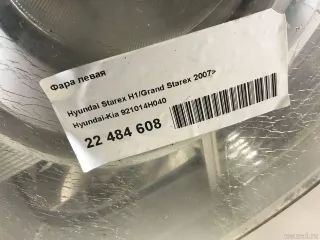 Фара левая
Hyundai Starex H1/Grand Starex 2007>
Hyundai-Kia 921014H040
22 484 608